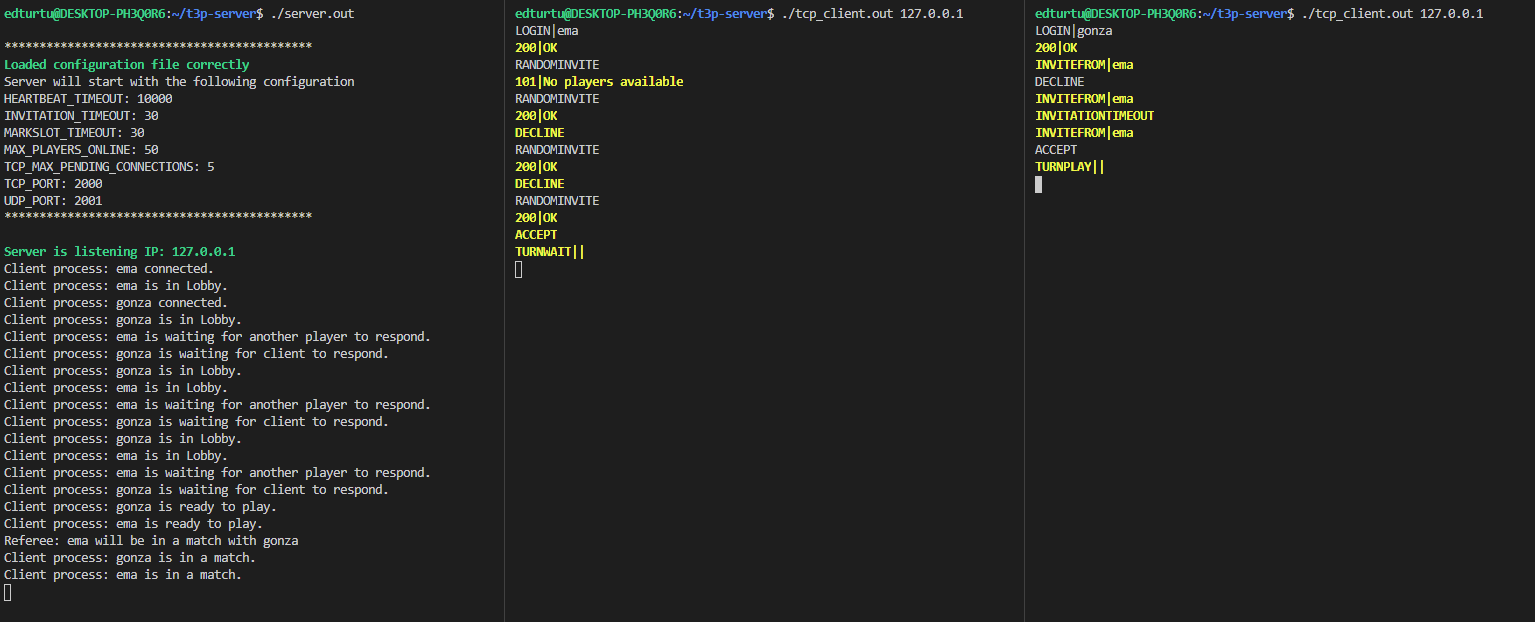 edturtu@DESKTOP-PH3Q0R6:~/t3p-server$ ./server.out
********************************************
Loaded configuration file correctly
Server will start with the following configuration
HEARTBEAT_TIMEOUT: 10000
INVITATION_TIMEOUT: 30
MARKSLOT_TIMEOUT: 30
MAX_PLAYERS_ONLINE: 50
TCP_MAX_PENDING_CONNECTIONS: 5
TCP_PORT: 2000
UDP_PORT: 2001
********************************************
Server is listening IP: 127.0.0.1
Client process: ema connected.
Client process: ema is in Lobby.
Client process: gonza connected.
Client process: gonza is in Lobby.
Client process: ema is waiting for another player to respond.
Client process: gonza is waiting for client to respond.
Client process: gonza is in Lobby.
Client process: ema is in Lobby.
Client process: ema is waiting for another player to respond.
Client process: gonza is waiting for client to respond.
Client process: gonza is in Lobby.
Client process: ema is in Lobby.
Client process: ema is waiting for another player to respond.
Client process: gonza is waiting for client to respond.
Client process: gonza is ready to play.
Client process: ema is ready to play.
Referee: ema will be in a match with gonza
Client process: gonza is in a match.
Client process: ema is in a match.
edturtu@DESKTOP-PH3Q0R6:~/t3p-server$ ./tcp_client.out 127.0.0.1
LOGIN|ema
200|OK
RANDOMINVITE
101|No players available
RANDOMINVITE
200|OK
DECLINE
RANDOMINVITE
200|OK
DECLINE
RANDOMINVITE
200|OK
ACCEPT
TURNWAIT||
edturtu@DESKTOP-PH3Q0R6:~/t3p-server$ ./tcp_client.out 127.0.0.1
LOGIN|gonza
200|OK
INVITEFROM|ema
DECLINE
INVITEFROM|ema
INVITATIONTIMEOUT
INVITEFROM|ema
ACCEPT
TURNPLAY||